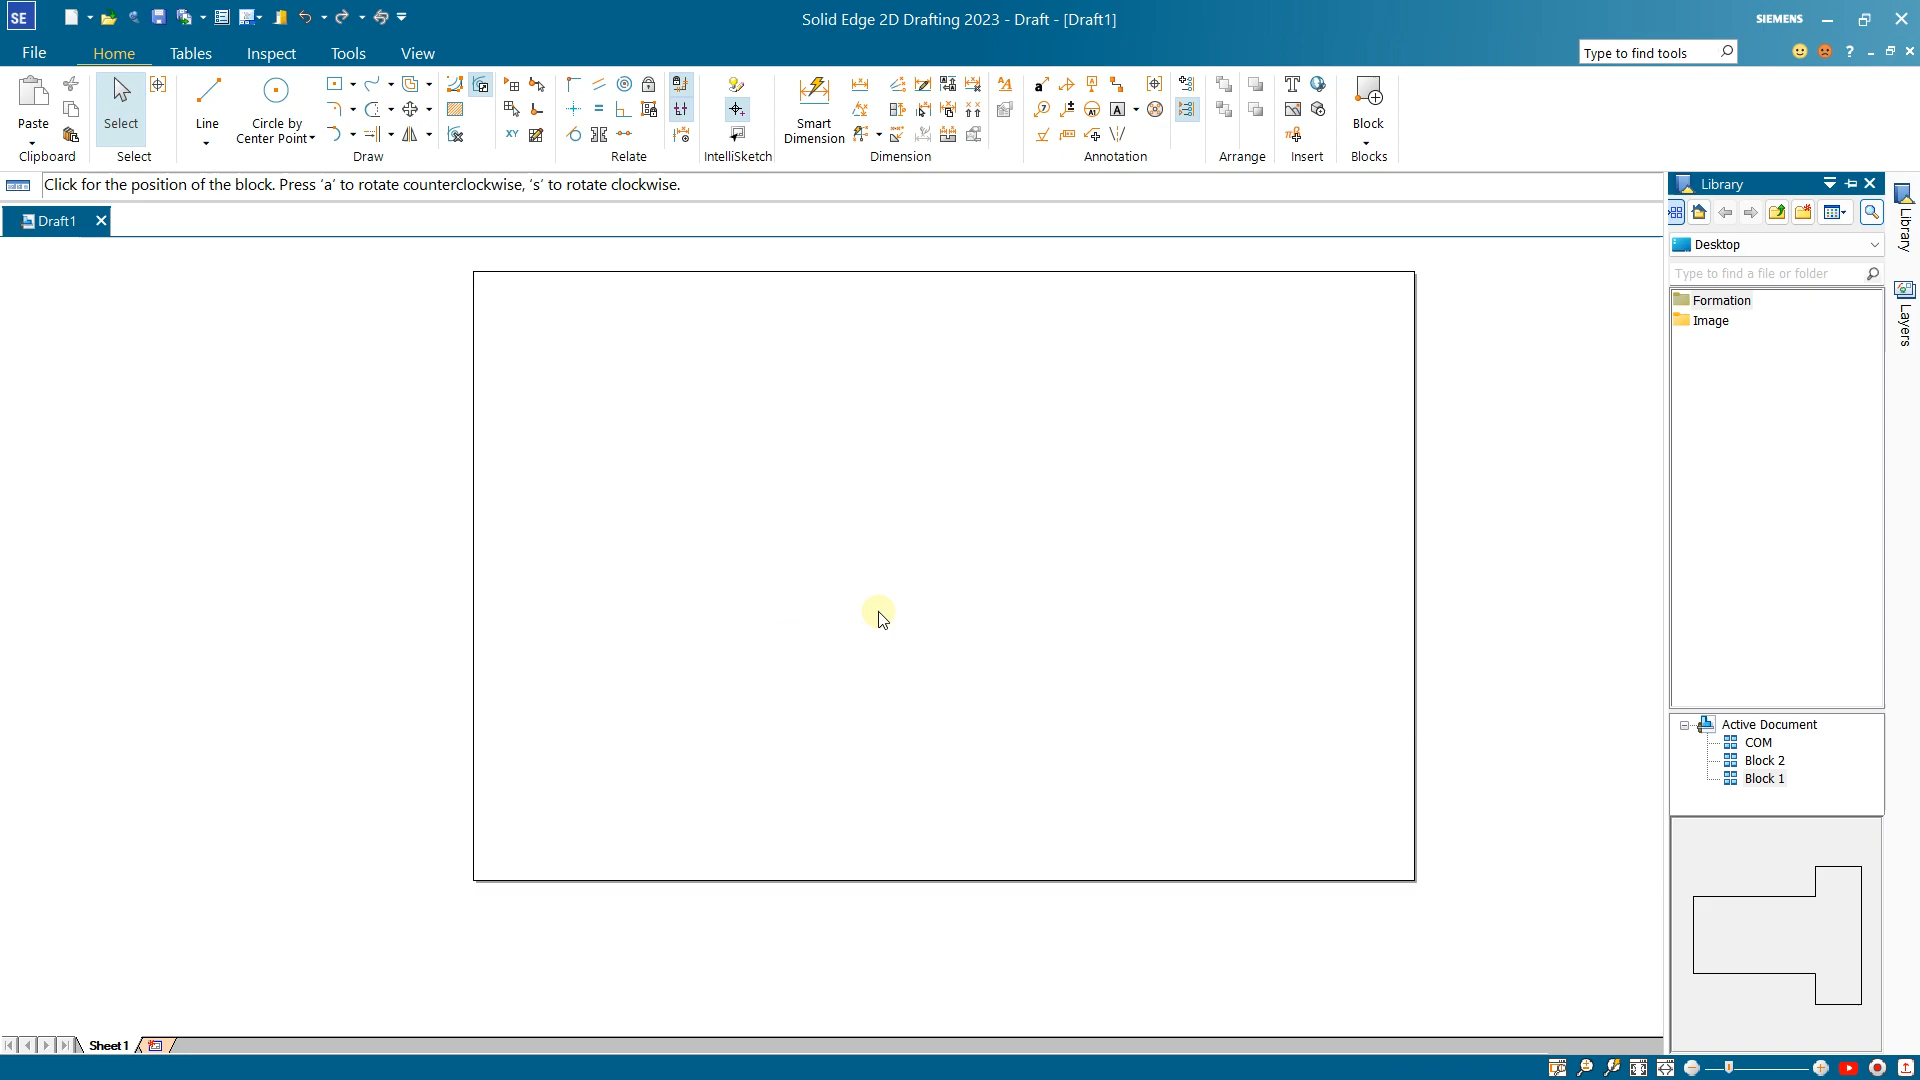 SE
Solid Edge 2D Drafting 2023 - Draft - [Draft1]
SIEMENS
File
Home
Tables
Inspect
Tools
View
Type to find tools
?
Paste
Clipboard
Select
Select
Line
Circle by
Center Point
Draw
XY
Relate
IntelliSketch
Smart
Dimension
Dimension
Annotation
Arrange
Insert
Block
Blocks
Click for the position of the block. Press 'a' to rotate counterclockwise, 's' to rotate clockwise.
Draft1
Library
Desktop
Type to find a file or folder
Formation
Image
Library
Layers
Active Document
COM
Block 2
Block 1
Sheet1